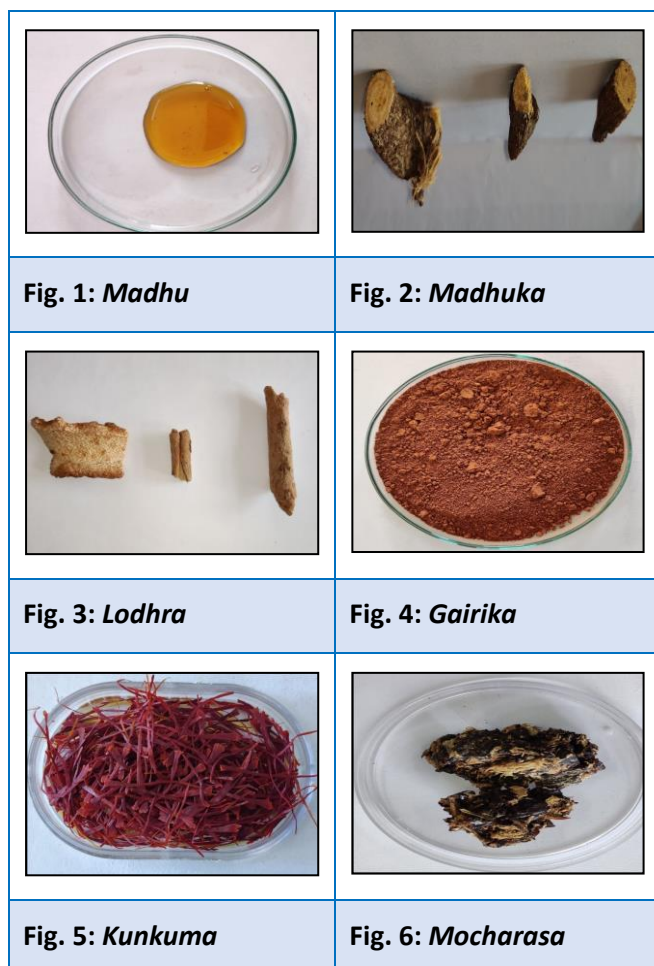 Fig. 1: Madhu
Fig. 2: Madhuka
Fig. 3: Lodhra
Fig. 4: Gairika
Fig. 5: Kunkuma
Fig. 6: Mocharasa